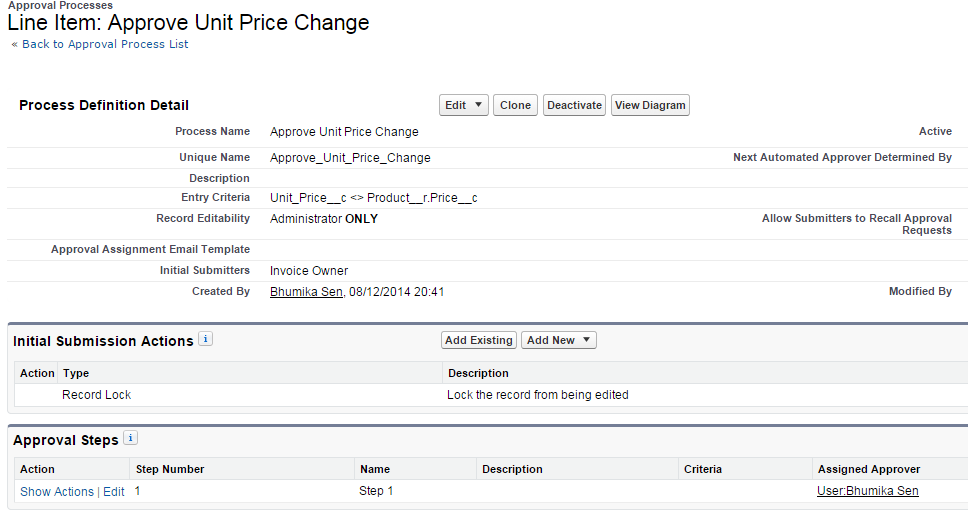 Approval Processes
Line Item: Approve Unit Price Change
« Back to Approval Process List
Process Definition Detail Edit Clone Deactivate View Diagram
Process Name Approve Unit Price Change Active
Unique Name Approve_Unit_Price_Change Next Automated Approver Determined By
Description
Entry Criteria Unit_Price__c <> Product__r.Price__c
Record Editability Administrator ONLY Allow Submitters to Recall Approval
Requests
Approval Assignment Email Template
Initial Submitters Invoice Owner
Created By Bhumika Sen, 08/12/2014 20:41 Modified By
Initial Submission Actions i Add Existing Add New
Action Type Description
Record Lock Lock the record from being edited
Approval Steps i
Action Step Number Name Description Criteria Assigned Approver
Show Actions | Edit 1 Step 1 User:Bhumika Sen